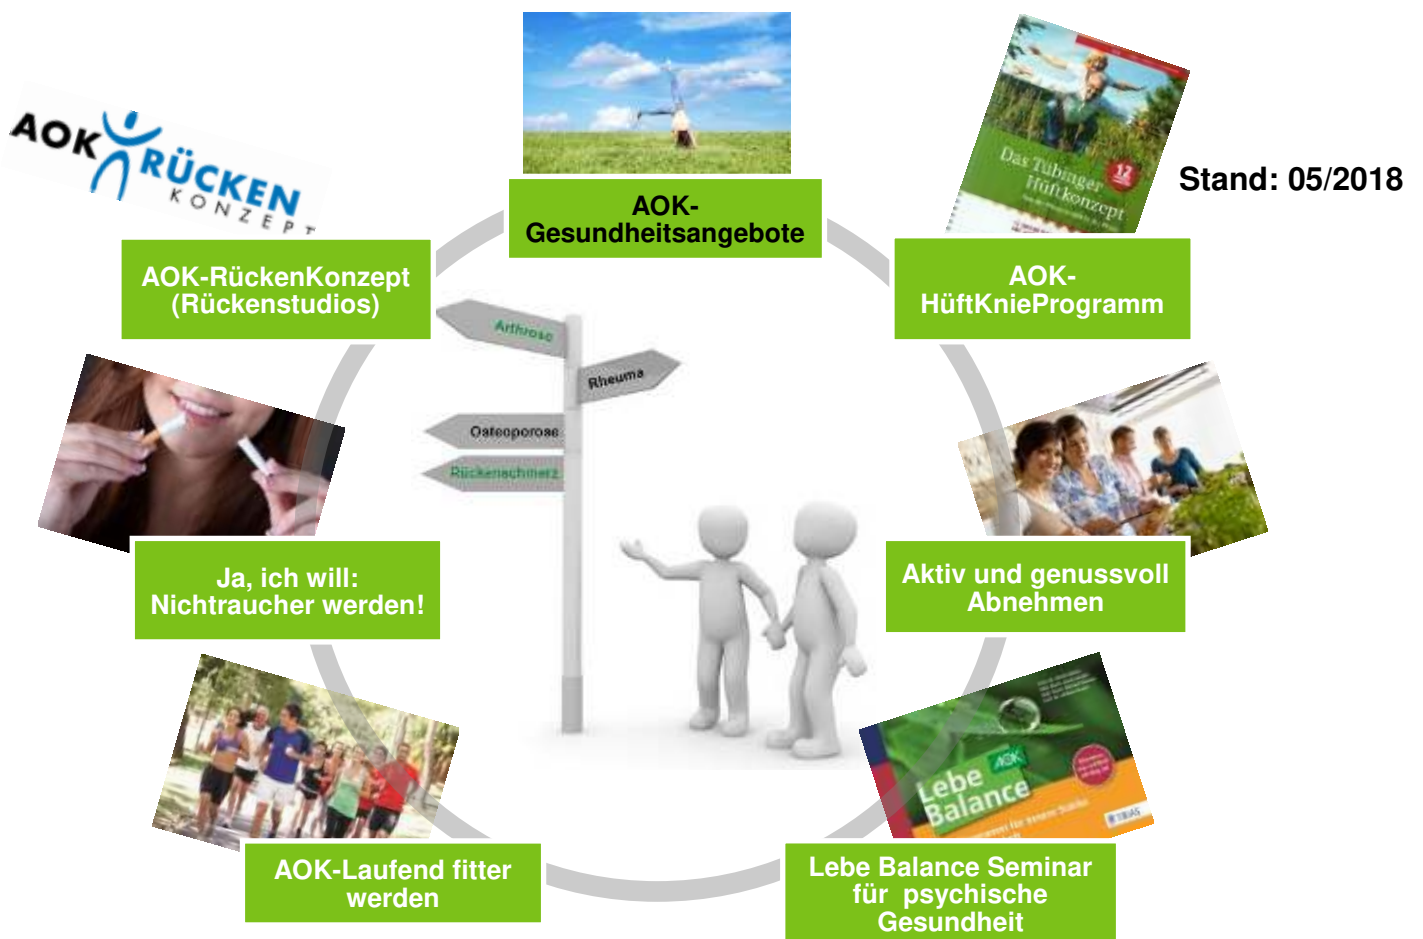 AOK RÜCKEN
KONZEPT
AOK-
Gesundheitsangebote
Das Tübinger
Hüftkonzept
12
Stand: 05/2018
AOK-RückenKonzept
(Rückenstudios)
AOK-
HüftKnieProgramm
Arthrose
Rheuma
Osteoporose
Rückenschmerz
Ja, ich will:
Nichtraucher werden!
Aktiv und genussvoll
Abnehmen
AOK
Lebe
Balance
TRIAS
AOK-Laufend fitter
werden
Lebe Balance Seminar
für psychische
Gesundheit